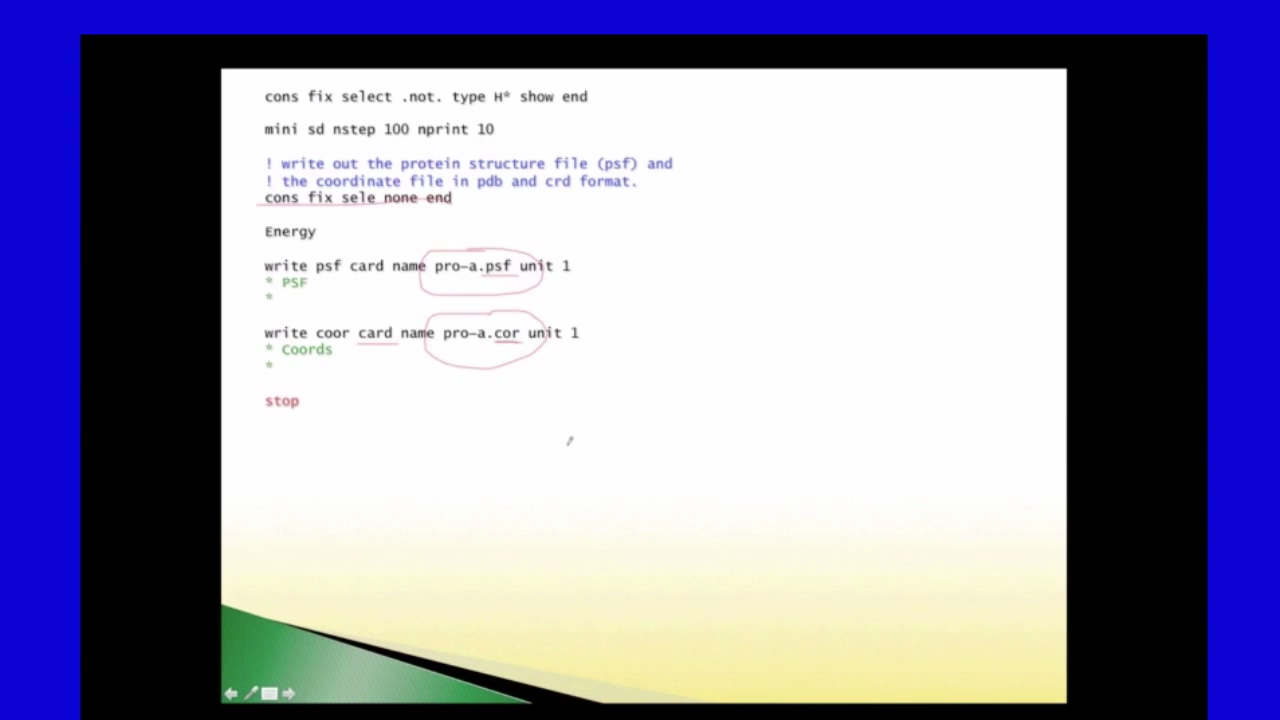 cons fix select .not. type H* show end
mini sd nstep 100 nprint 10
! write out the protein structure file (psf) and
! the coordinate file in pdb and crd format.
cons fix sele none end
Energy
write psf card name pro-a.psf unit 1
* PSF
*
write coor card name pro-a.cor unit 1
* Coords
*
stop